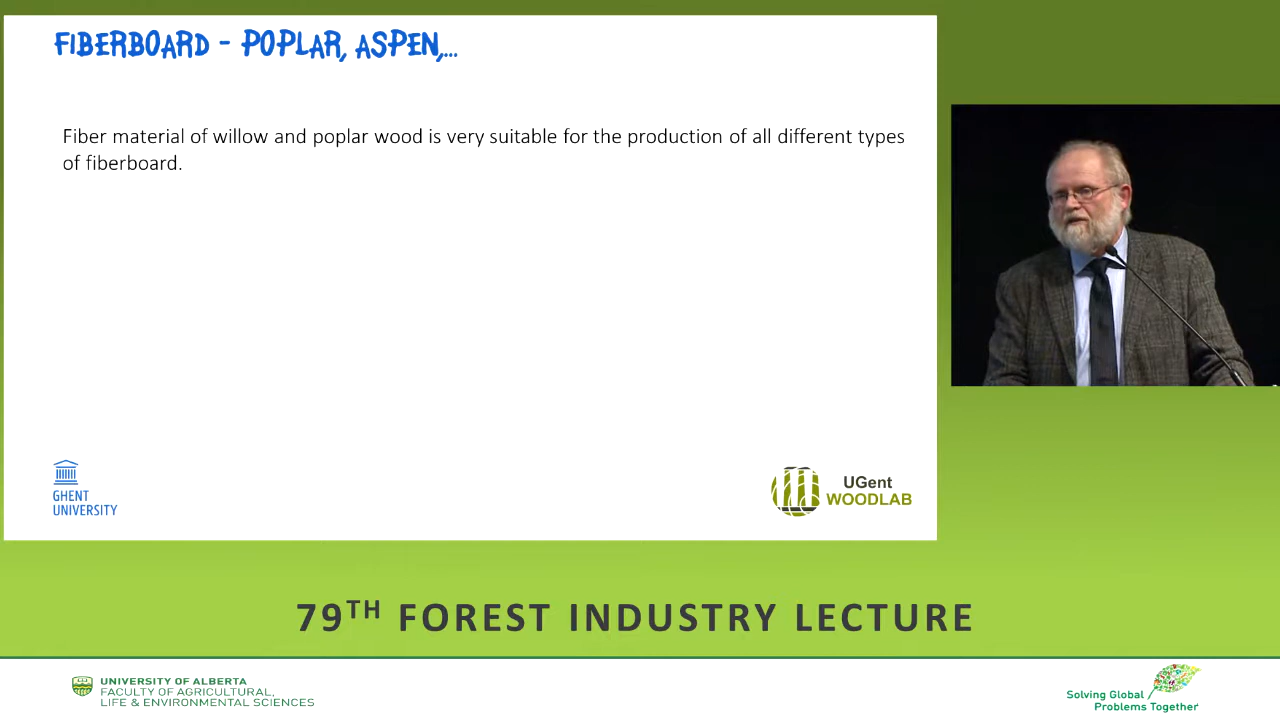 FIBERBOARD - POPLAR, ASPEN,...
Fiber material of willow and poplar wood is very suitable for the production of all different types
of fiberboard.
GHENT
UNIVERSITY
UGent
WOODLAB
79TH FOREST INDUSTRY LECTURE
UNIVERSITY OF ALBERTA
FACULTY OF AGRICULTURAL,
LIFE & ENVIRONMENTAL SCIENCES
Solving Global
Problems Together